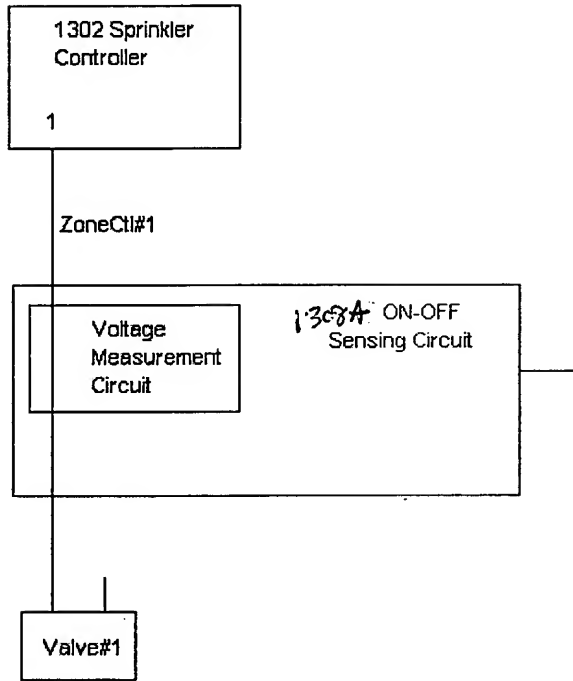 1302 Sprinkler
Controller
1
ZoneCtl#1
1308A ON-OFF
Sensing Circuit
Voltage
Measurement
Circuit
Valve#1